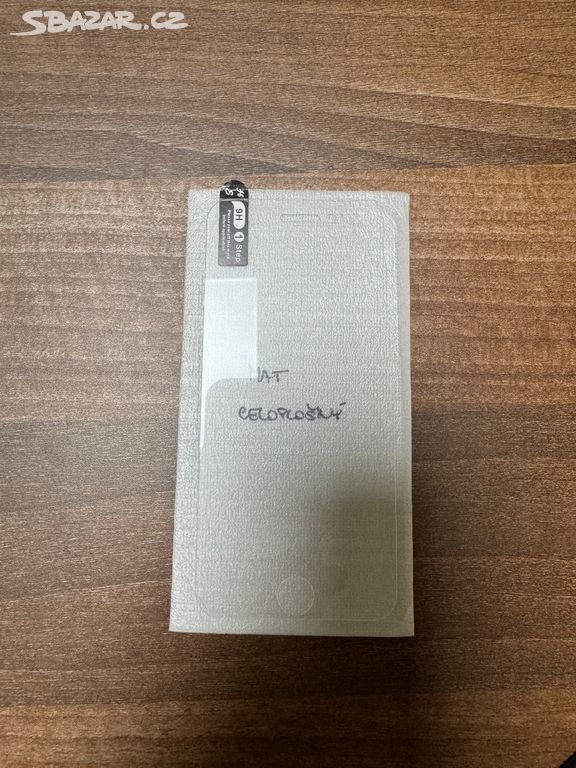 SBAZAR.CZ
9H
1 Step
MAT
CELOPLOŠNÝ